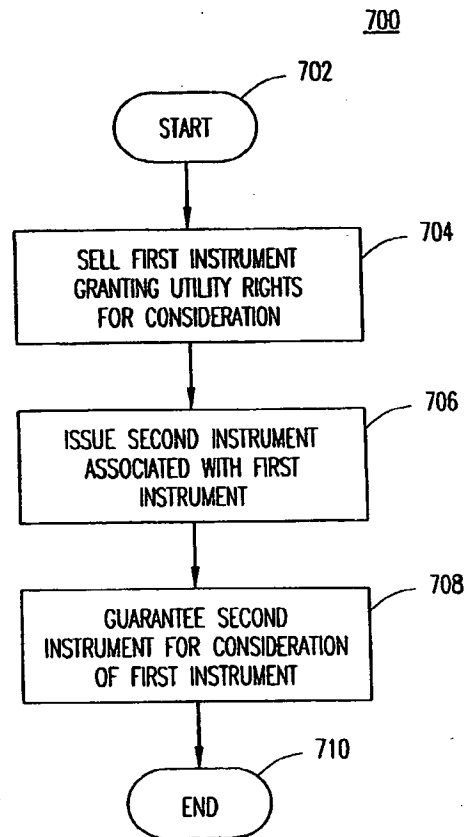 700
702
START
704
SELL FIRST INSTRUMENT
GRANTING UTILITY RIGHTS
FOR CONSIDERATION
706
ISSUE SECOND INSTRUMENT
ASSOCIATED WITH FIRST
INSTRUMENT
708
GUARANTEE SECOND
INSTRUMENT FOR CONSIDERATION
OF FIRST INSTRUMENT
710
END